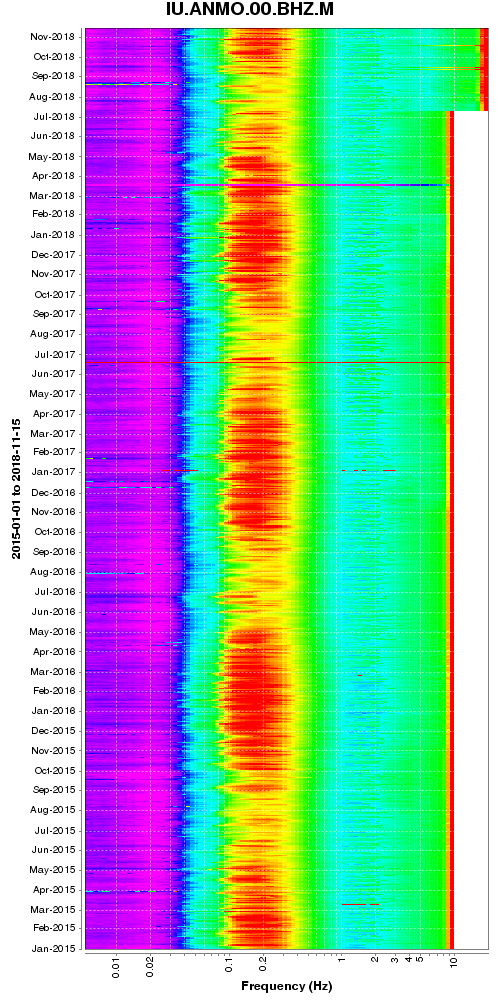 IU.ANMO.00.BHZ.M
Nov-2018
Oct-2018
Sep-2018
Aug-2018
Jul-2018
Jun-2018
May-2018
Apr-2018
Mar-2018
Feb-2018
Jan-2018
Dec-2017
Nov-2017
Oct-2017
Sep-2017
Aug-2017
Jul-2017
Jun-2017
May-2017
Apr-2017
Mar-2017
Feb-2017
Jan-2017
Dec-2016
Nov-2016
Oct-2016
Sep-2016
Aug-2016
Jul-2016
Jun-2016
May-2016
Apr-2016
Mar-2016
Feb-2016
Jan-2016
Dec-2015
Nov-2015
Oct-2015
Sep-2015
Aug-2015
Jul-2015
Jun-2015
May-2015
Apr-2015
Mar-2015
Feb-2015
Jan-2015
2015-01-01 to 2018-11-15
0.01 0.02 0.1 0.2 1 2 3 4 5 10
Frequency (Hz)